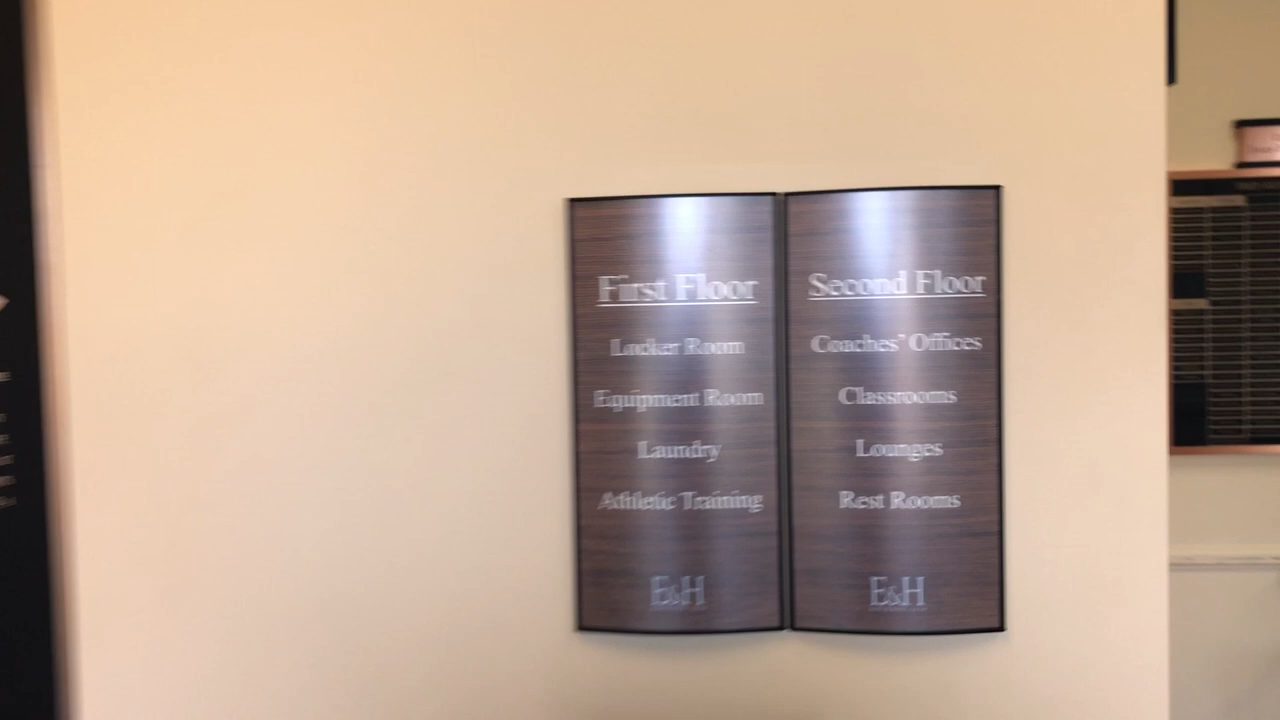 First Floor
Locker Room
Equipment Room
Laundry
Athletic Training
E&H
Second Floor
Coaches' Offices
Classrooms
Lounges
Rest Rooms
E&H